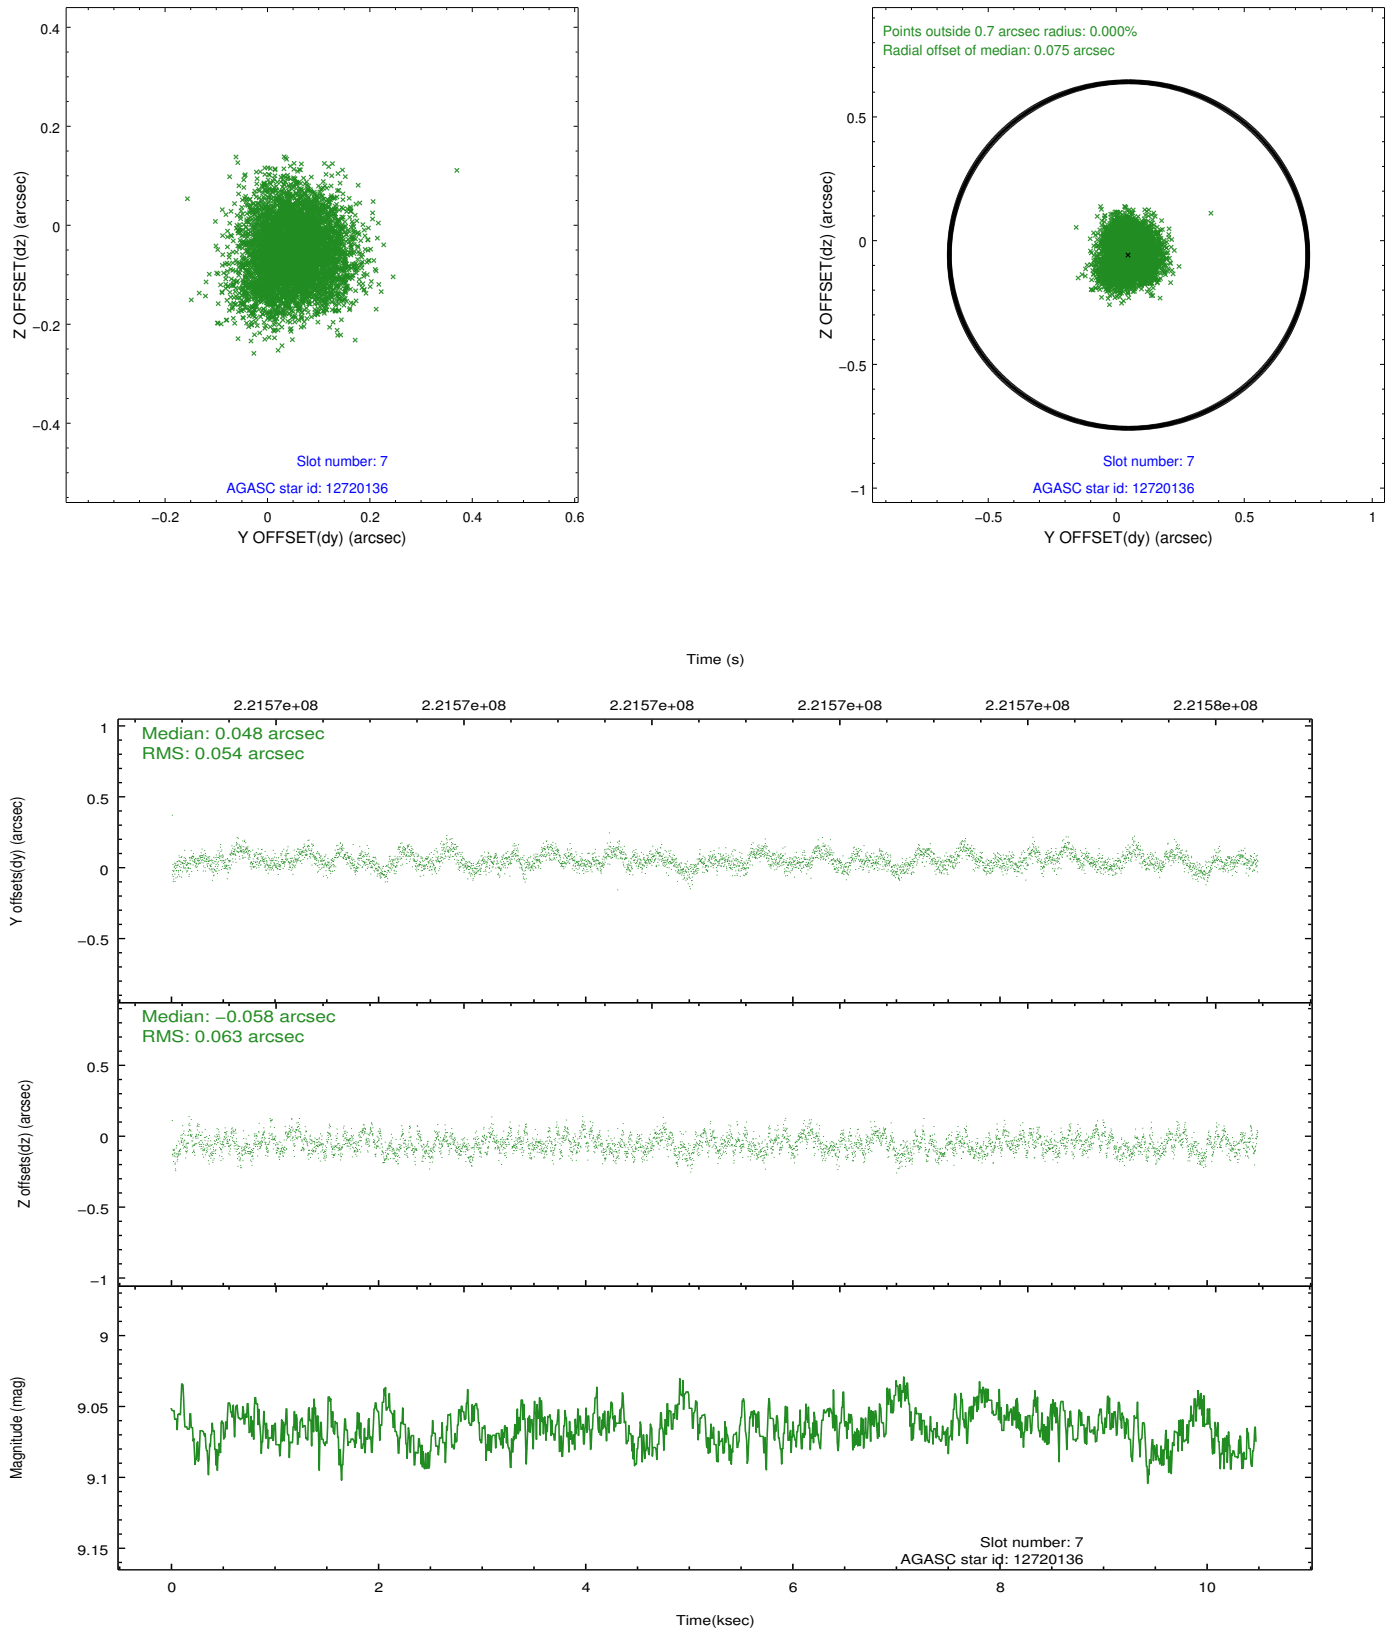 0.4
0.2
0
−0.2
−0.4
Z OFFSET(dz) (arcsec)
Slot number: 7
AGASC star id: 12720136
−0.2 0 0.2 0.4 0.6
Y OFFSET(dy) (arcsec)
Points outside 0.7 arcsec radius: 0.000%
Radial offset of median: 0.075 arcsec
0.5
0
−0.5
−1
Z OFFSET(dz) (arcsec)
Slot number: 7
AGASC star id: 12720136
−0.5 0 0.5 1
Y OFFSET(dy) (arcsec)
Time (s)
2.2157e+08 2.2157e+08 2.2157e+08 2.2157e+08 2.2157e+08 2.2158e+08
Median: 0.048 arcsec
RMS: 0.054 arcsec
1
0.5
0
−0.5
Y offsets(dy) (arcsec)
Median: −0.058 arcsec
RMS: 0.063 arcsec
0.5
0
−0.5
−1
Z offsets(dz) (arcsec)
9
9.05
9.1
9.15
Magnitude (mag)
Slot number: 7
AGASC star id: 12720136
0 2 4 6 8 10
Time(ksec)